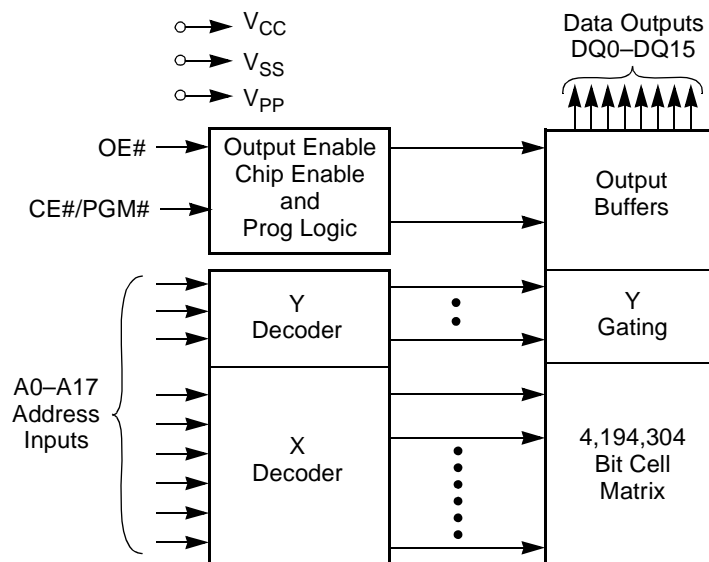 V_CC
V_SS
V_PP
Data Outputs
DQ0–DQ15
OE#
CE#/PGM#
Output Enable
Chip Enable
and
Prog Logic
Output
Buffers
Y
Decoder
Y
Gating
A0–A17
Address
Inputs
X
Decoder
4,194,304
Bit Cell
Matrix